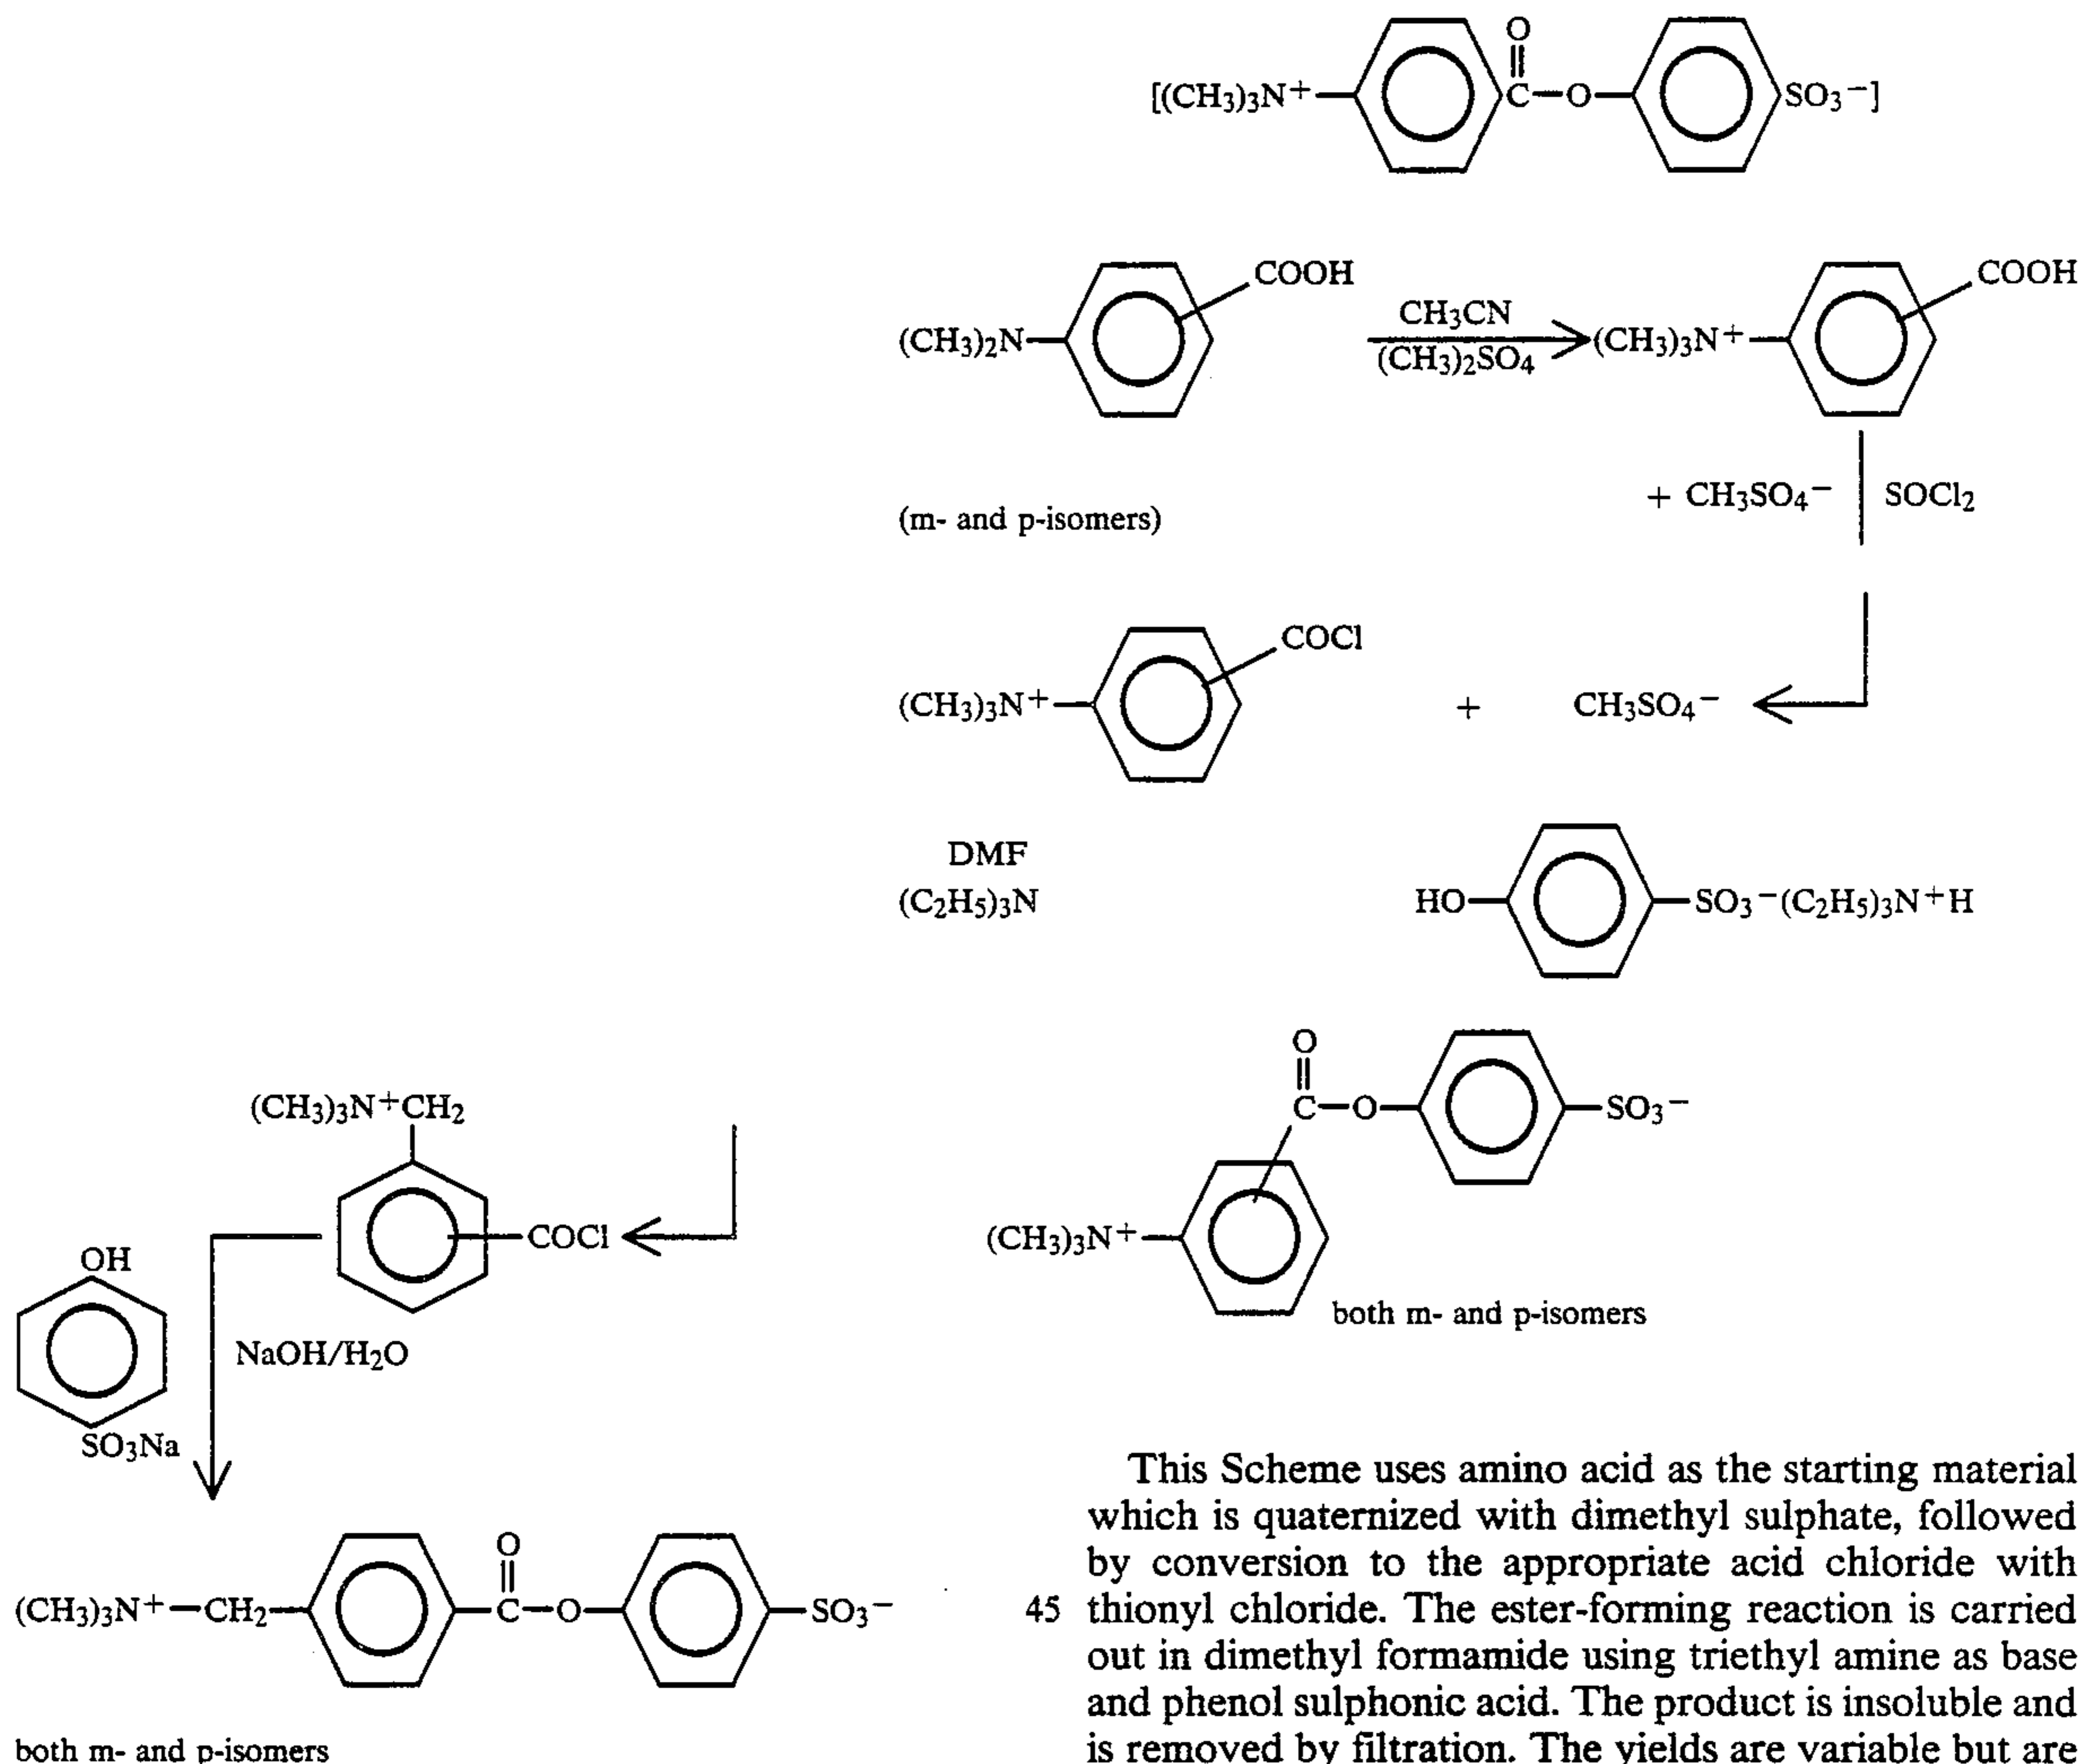 O
[(CH3)3N+ C—O SO3−]
COOH COOH
(CH3)2N CH3CN (CH3)3N+
(CH3)2SO4
+ CH3SO4− SOCl2
(m- and p-isomers)
COCl
(CH3)3N+ + CH3SO4−
DMF
(C2H5)3N HO SO3−(C2H5)3N+H
O
C—O SO3−
(CH3)3N+
both m- and p-isomers
(CH3)3N+CH2
COCl
OH
NaOH/H2O
SO3Na
O
(CH3)3N+—CH2 C—O SO3−
both m- and p-isomers
This Scheme uses amino acid as the starting material
which is quaternized with dimethyl sulphate, followed
by conversion to the appropriate acid chloride with
45 thionyl chloride. The ester-forming reaction is carried
out in dimethyl formamide using triethyl amine as base
and phenol sulphonic acid. The product is insoluble and
is removed by filtration. The yields are variable but are